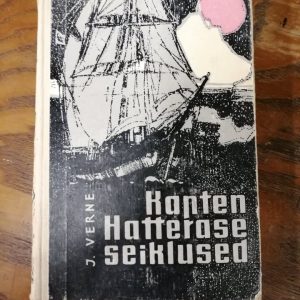 J. VERNE
Kapten
Hatterase
seiklused